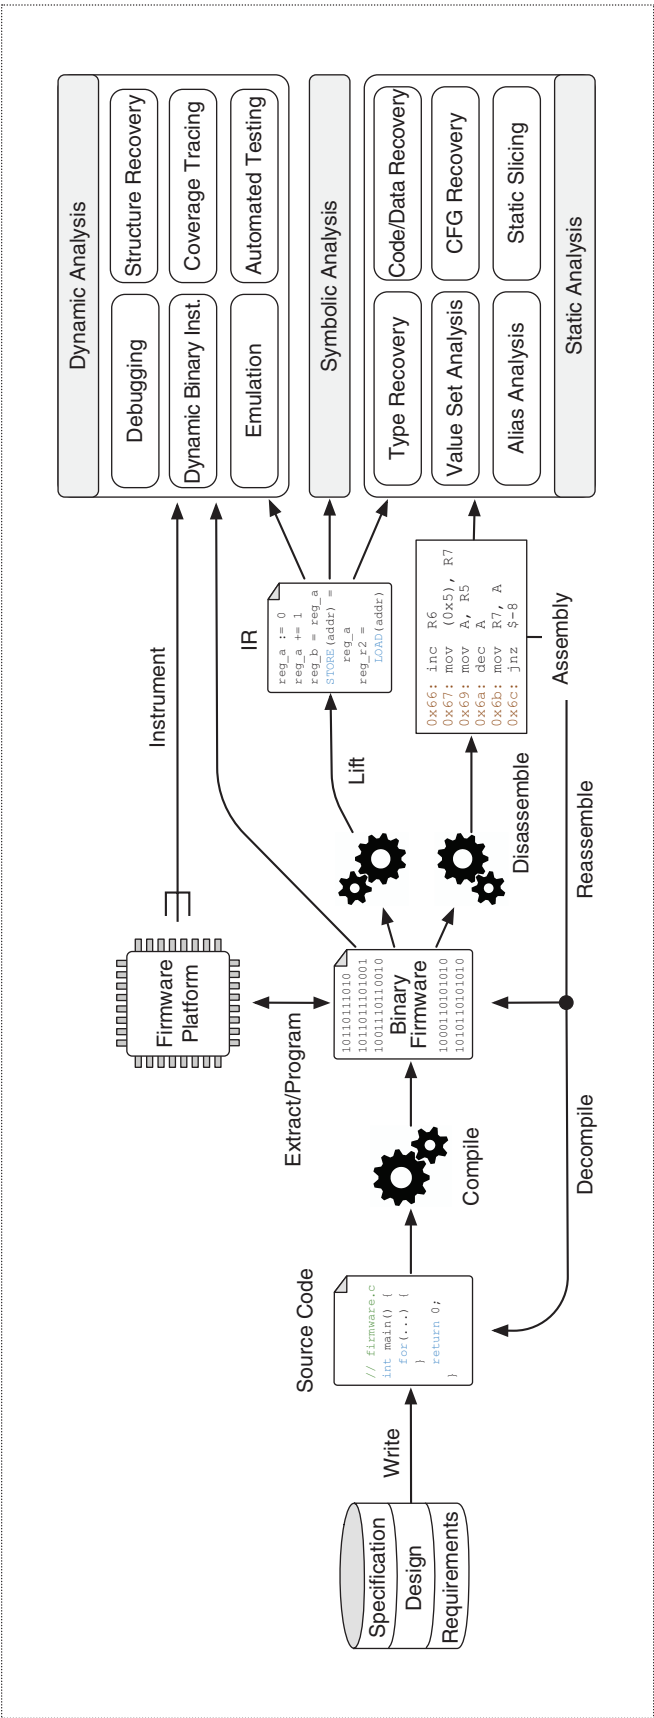 Specification
Design
Requirements
Write
Source Code
// firmware.c
int main() {
for(...) {
}
return 0;
}
Compile
Extract/Program
Firmware
Platform
10110111010
1011011101001
1001110110010
Binary
Firmware
1000110101010
1010110101010
Instrument
Lift
IR
reg_a := 0
reg_a += 1
reg_b = reg_a
STORE(addr) =
reg_a
reg_r2 =
LOAD(addr)
Disassemble
0x66: inc R6
0x67: mov (0x5), R7
0x69: mov A, R5
0x6a: dec A
0x6b: mov R7, A
0x6c: jnz $-8
Assembly
Reassemble
Decompile
Dynamic Analysis
Debugging
Structure Recovery
Dynamic Binary Inst.
Coverage Tracing
Emulation
Automated Testing
Symbolic Analysis
Type Recovery
Code/Data Recovery
Value Set Analysis
CFG Recovery
Alias Analysis
Static Slicing
Static Analysis